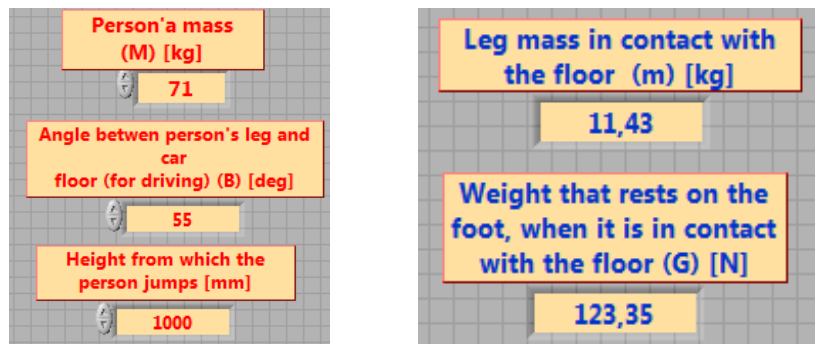 Person'a mass
(M) [kg]
71
Angle betwen person's leg and
car
floor (for driving) (B) [deg]
55
Height from which the
person jumps [mm]
1000
Leg mass in contact with
the floor (m) [kg]
11,43
Weight that rests on the
foot, when it is in contact
with the floor (G) [N]
123,35